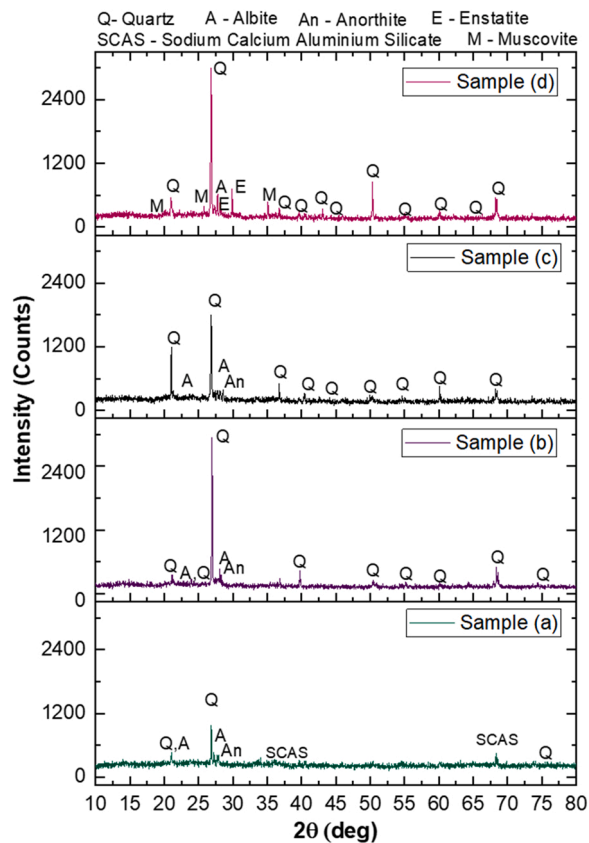 Q- Quartz A - Albite An - Anorthite E - Enstatite
SCAS - Sodium Calcium Aluminium Silicate M - Muscovite
Intensity (Counts)
Sample (d)
2400
1200
0
M Q M Q A E E M Q Q Q Q Q Q Q Q Q
Sample (c)
2400
1200
0
Q A Q A An Q Q Q Q Q Q Q
Sample (b)
2400
1200
0
Q A,Q Q A An Q Q Q Q Q Q
Sample (a)
2400
1200
0
Q,A Q A An SCAS SCAS Q
10 15 20 25 30 35 40 45 50 55 60 65 70 75 80
2θ (deg)